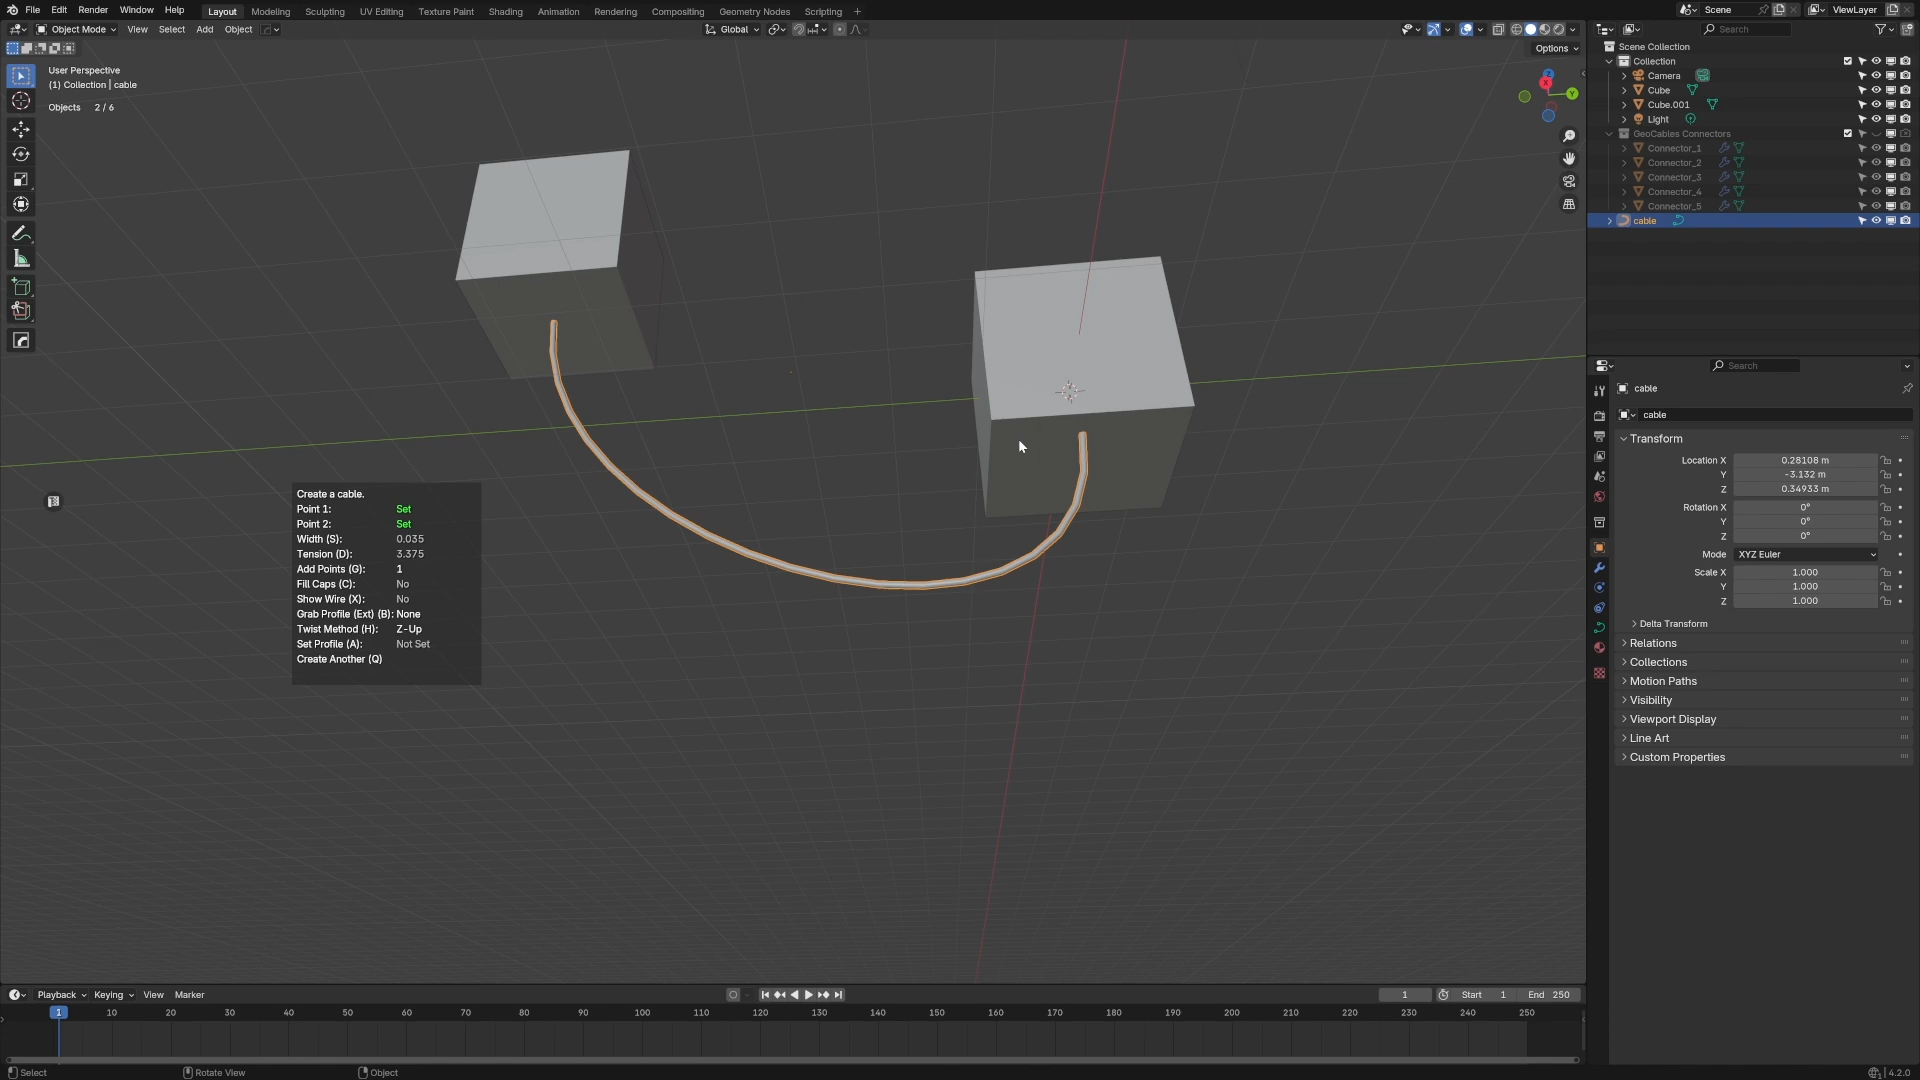 File Edit Render Window Help Layout Modeling Sculpting UV Editing Texture Paint Shading Animation Rendering Compositing Geometry Nodes Scripting + Scene ViewLayer
Object Mode View Select Add Object Global Search
Options
User Perspective
(1) Collection | cable
Objects 2 / 6
X
Y
Z
Create a cable.
Point 1: Set
Point 2: Set
Width (S): 0.035
Tension (D): 3.375
Add Points (G): 1
Fill Caps (C): No
Show Wire (X): No
Grab Profile (Ext) (B): None
Twist Method (H): Z-Up
Set Profile (A): Not Set
Create Another (Q)
Scene Collection
Collection
Camera
Cube
Cube.001
Light
GeoCables Connectors
Connector_1
Connector_2
Connector_3
Connector_4
Connector_5
cable
Search
cable
cable
Transform
Location X 0.28108 m
Y -3.132 m
Z 0.34933 m
Rotation X 0°
Y 0°
Z 0°
Mode XYZ Euler
Scale X 1.000
Y 1.000
Z 1.000
Delta Transform
Relations
Collections
Motion Paths
Visibility
Viewport Display
Line Art
Custom Properties
Playback Keying View Marker 1 Start 1 End 250
1 10 20 30 40 50 60 70 80 90 100 110 120 130 140 150 160 170 180 190 200 210 220 230 240 250
Select Rotate View Object 4.2.0